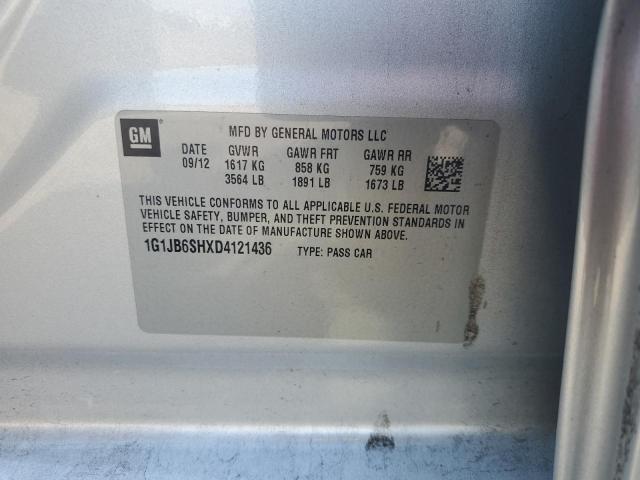 GM
MFD BY GENERAL MOTORS LLC
DATE GVWR GAWR FRT GAWR RR
09/12 1617 KG 858 KG 759 KG
3564 LB 1891 LB 1673 LB
THIS VEHICLE CONFORMS TO ALL APPLICABLE U.S. FEDERAL MOTOR
VEHICLE SAFETY, BUMPER, AND THEFT PREVENTION STANDARDS IN
EFFECT ON THE DATE OF MANUFACTURE SHOWN ABOVE.
1G1JB6SHXD4121436 TYPE: PASS CAR